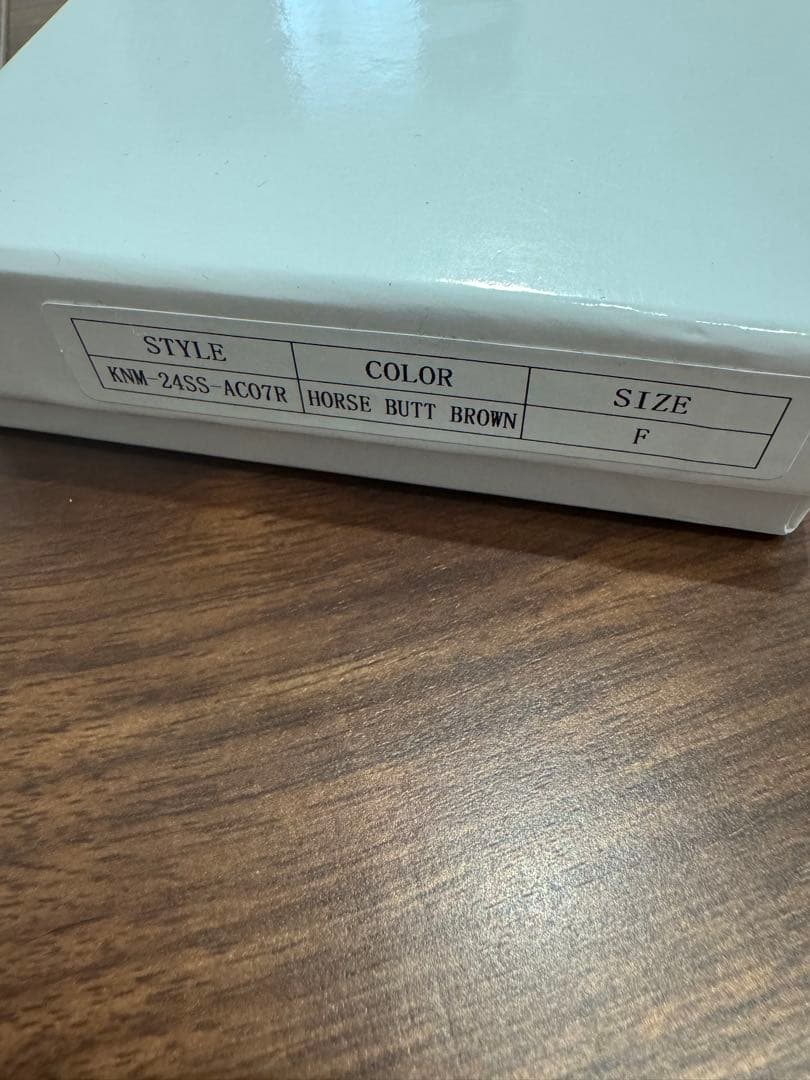 STYLE COLOR SIZE
KNM-24SS-AC07R HORSE BUTT BROWN F